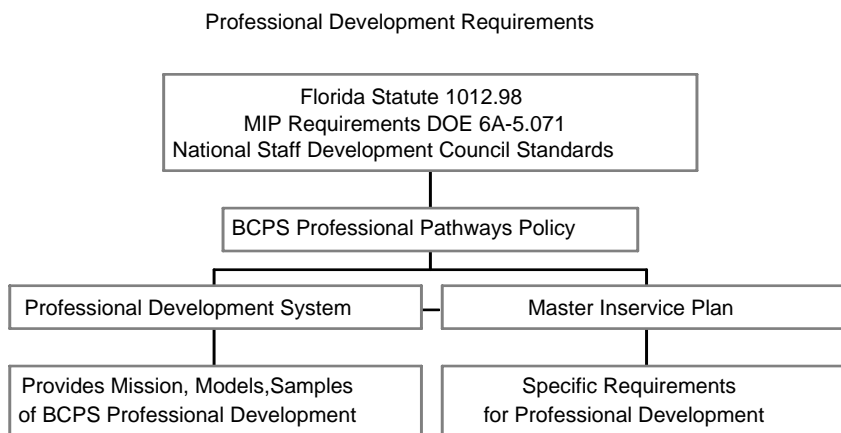 Professional Development Requirements
Florida Statute 1012.98
MIP Requirements DOE 6A-5.071
National Staff Development Council Standards
BCPS Professional Pathways Policy
Professional Development System
Master Inservice Plan
Provides Mission, Models,Samples
of BCPS Professional Development
Specific Requirements
for Professional Development